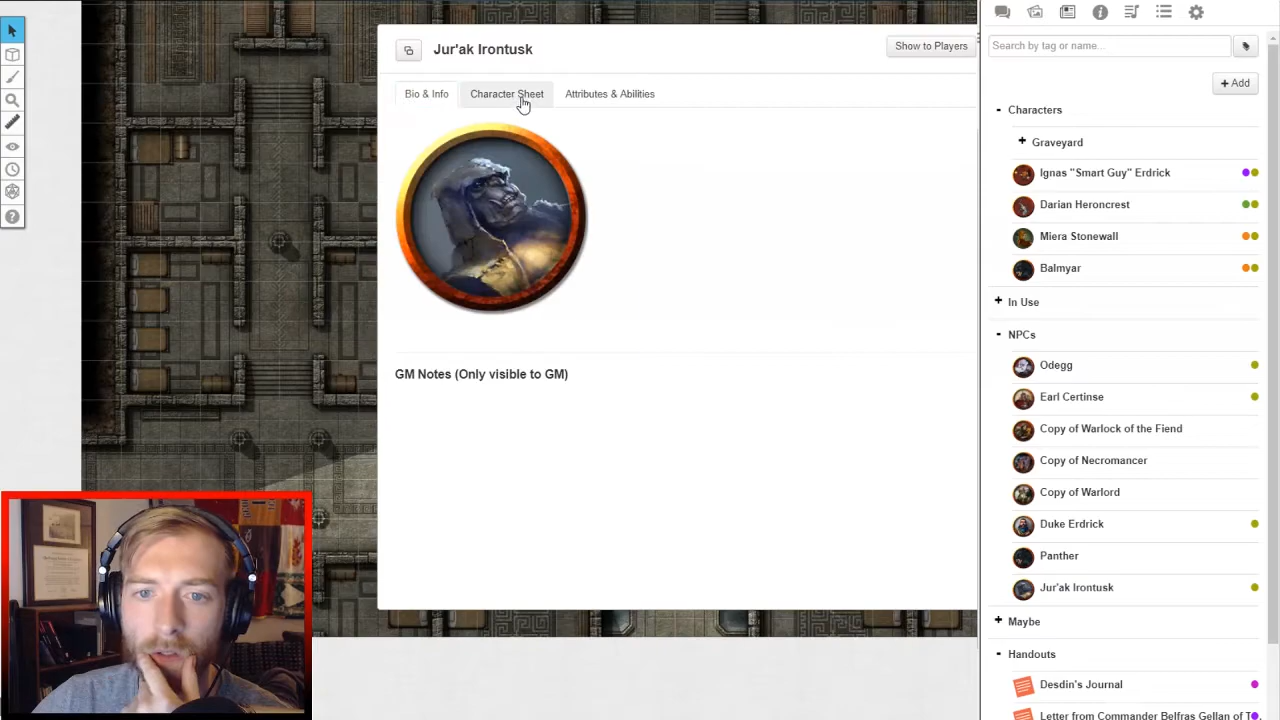 Jur'ak Irontusk
Show to Players
Bio & Info
Character Sheet
Attributes & Abilities
GM Notes (Only visible to GM)
Search by tag or name...
+ Add
- Characters
+ Graveyard
Ignas "Smart Guy" Erdrick
Darian Heroncrest
Miera Stonewall
Balmyar
+ In Use
- NPCs
Odegg
Earl Certinse
Copy of Warlock of the Fiend
Copy of Necromancer
Copy of Warlord
Duke Erdrick
Panther
Jur'ak Irontusk
+ Maybe
- Handouts
Desdin's Journal
Letter from Commander Belfras Gellan of T...